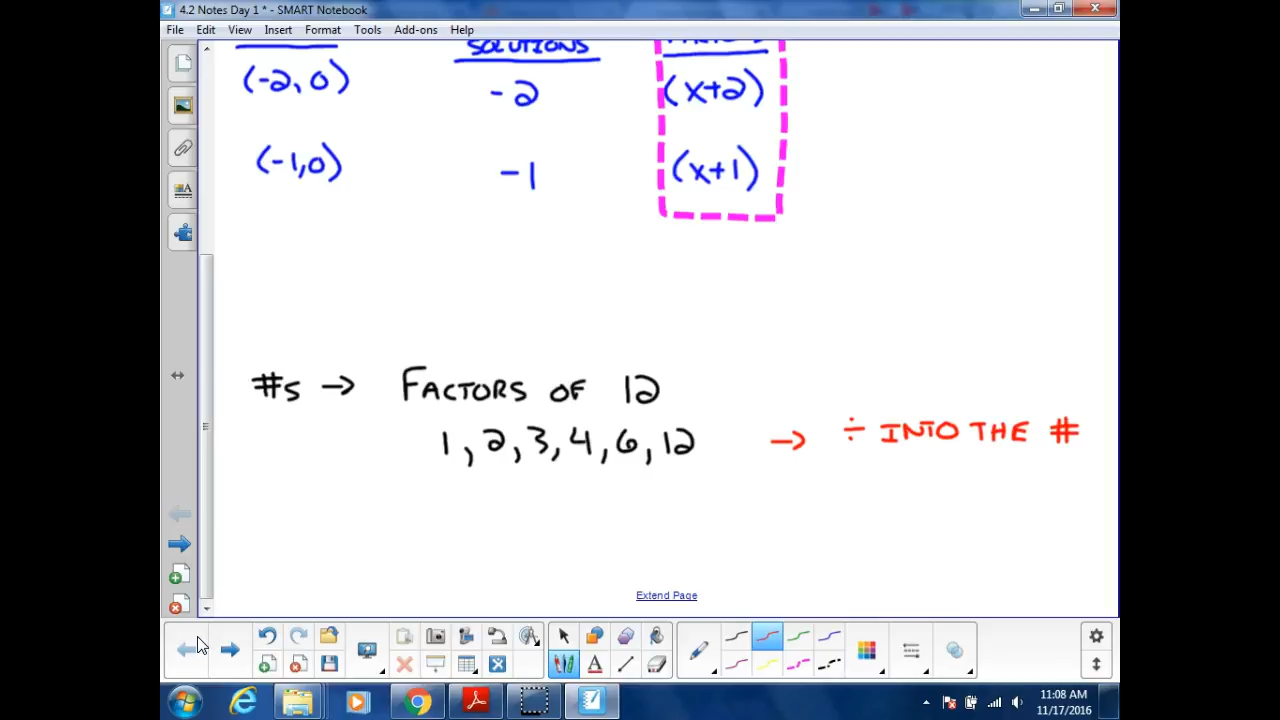 4.2 Notes Day 1 * - SMART Notebook
File Edit View Insert Format Tools Add-ons Help
SOLUTIONS
(-2, 0) -2 (x+2)
(-1,0) -1 (x+1)
#s → FACTORS OF 12
1, 2, 3, 4, 6, 12 → ÷ INTO THE #
Extend Page
11:08 AM
11/17/2016